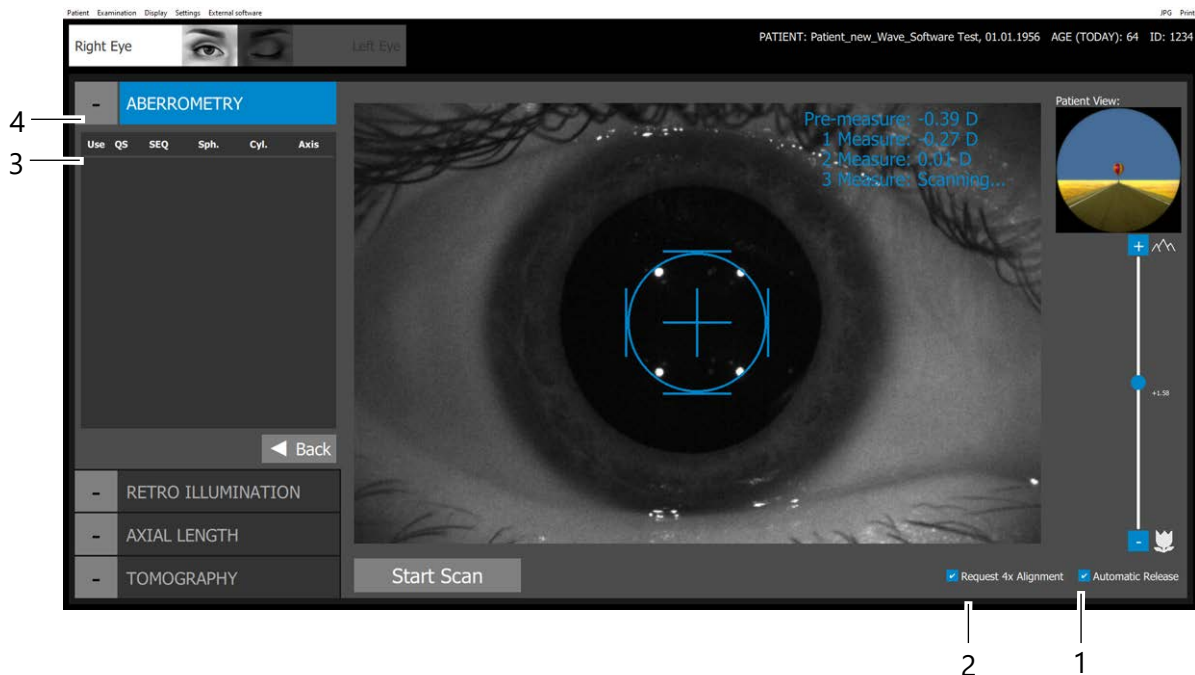 Patient Examination Display Settings External software JPG Print
Right Eye Left Eye PATIENT: Patient_new_Wave_Software Test, 01.01.1956 AGE (TODAY): 64 ID: 1234
- ABERROMETRY
Patient View:
4
Pre-measure: -0.39 D
1 Measure: -0.27 D
2 Measure: 0.01 D
3 Measure: Scanning...
Use QS SEQ Sph. Cyl. Axis
3
+
+1.58
Back
- RETRO ILLUMINATION
- AXIAL LENGTH
-
- TOMOGRAPHY
Start Scan
Request 4x Alignment Automatic Release
2 1